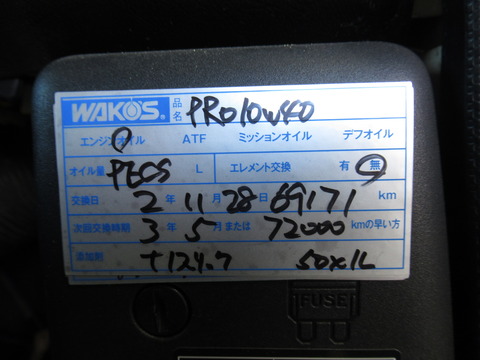 WAKO'S 品名 PRO10W40
エンジンオイル ATF ミッションオイル デフオイル
オイル量 PECS L エレメント交換 有 無
交換日 2 年 11 月 28 日 69171 km
次回交換時期 3 年 5 月または 72000 kmの早い方
添加剤 +124.7 50×1L
FUSE